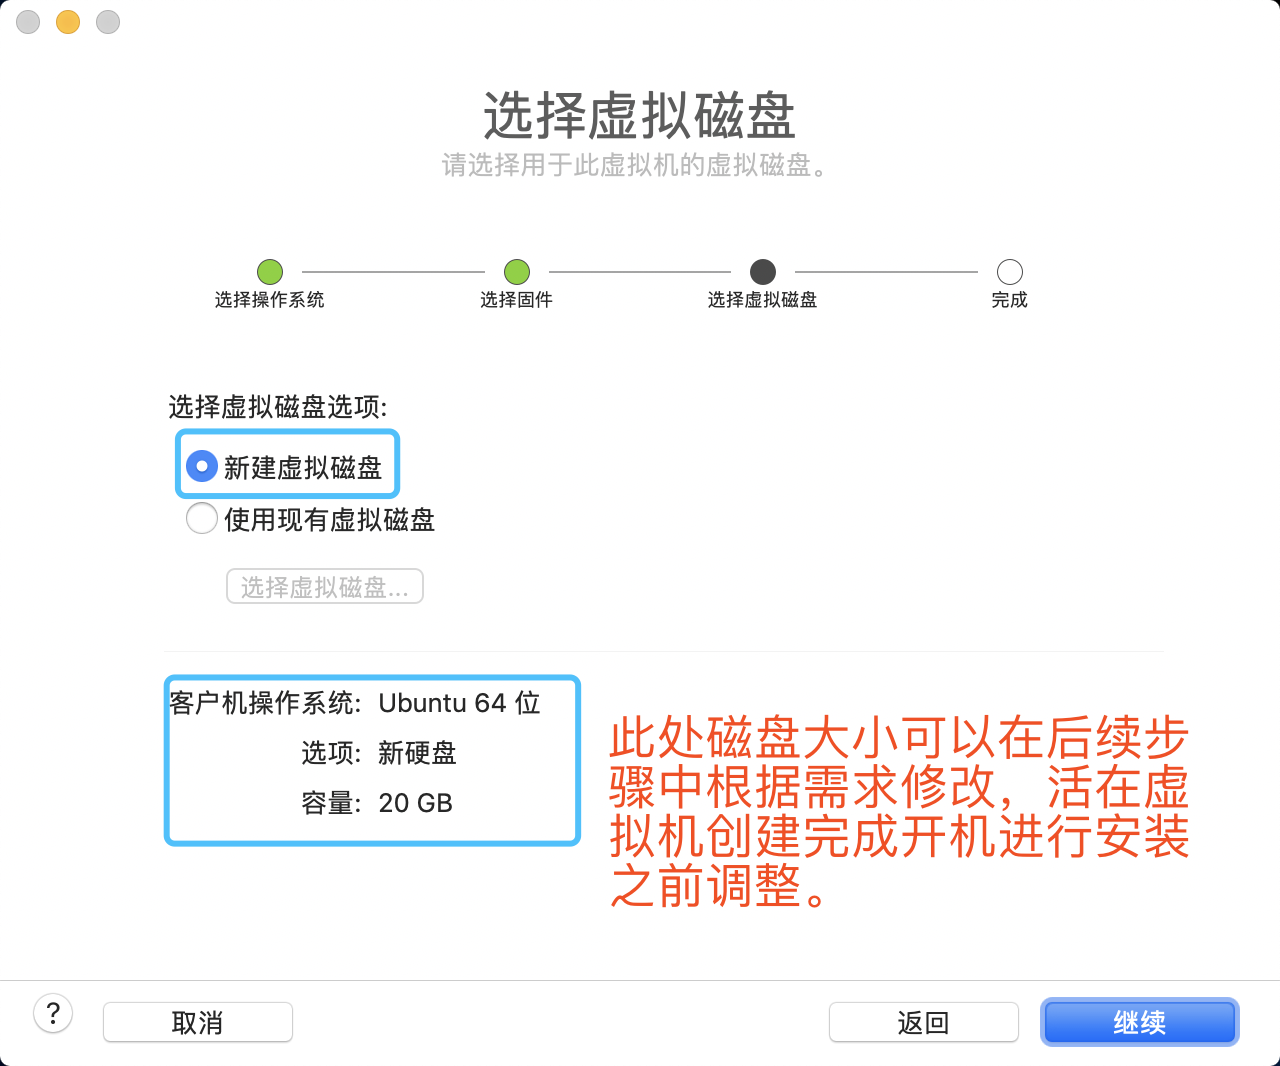 选择虚拟磁盘
请选择用于此虚拟机的虚拟磁盘。
选择操作系统
选择固件
选择虚拟磁盘
完成
选择虚拟磁盘选项:
新建虚拟磁盘
使用现有虚拟磁盘
选择虚拟磁盘...
客户机操作系统: Ubuntu 64 位
选项: 新硬盘
容量: 20 GB
此处磁盘大小可以在后续步
骤中根据需求修改，活在虚
拟机创建完成开机进行安装
之前调整。
?
取消
返回
继续